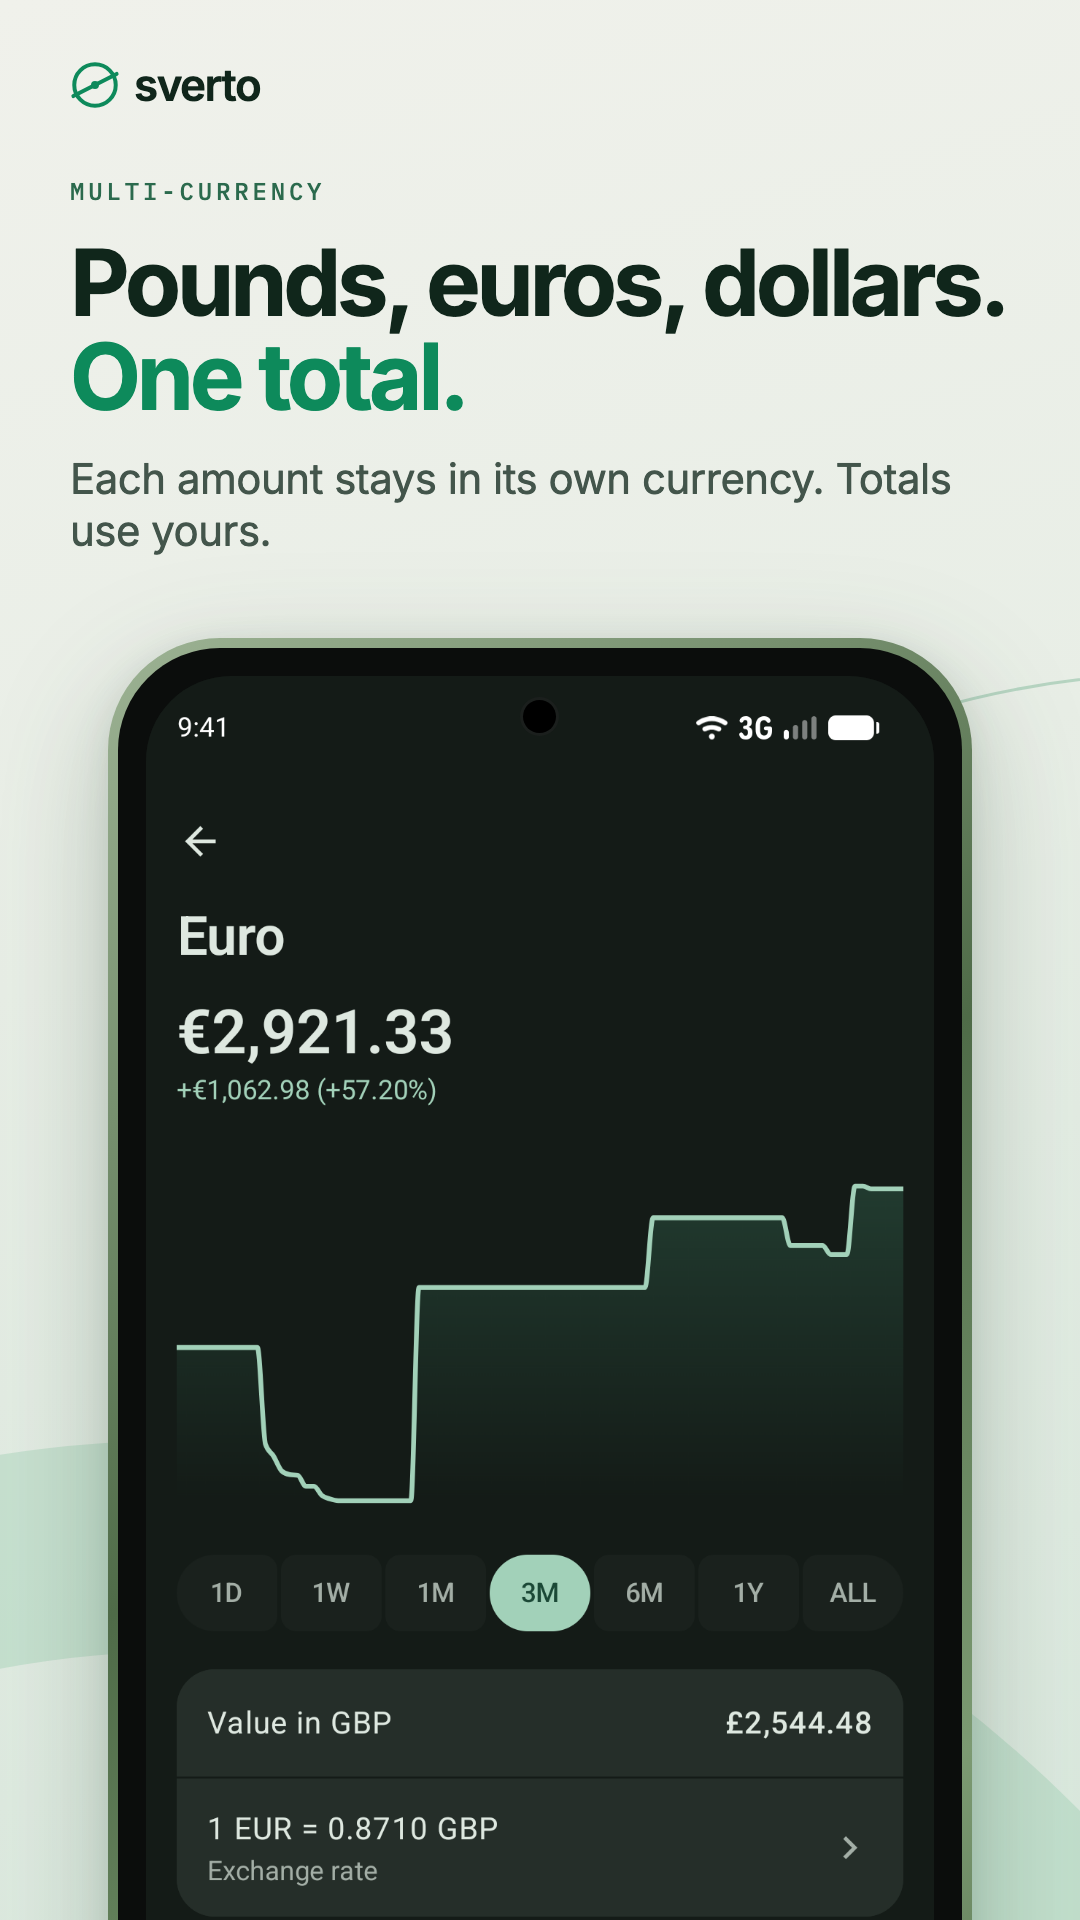 sverto
MULTI-CURRENCY
Pounds, euros, dollars.
One total.
Each amount stays in its own currency. Totals
use yours.
9:41
3G
Euro
€2,921.33
+€1,062.98 (+57.20%)
1D 1W 1M 3M 6M 1Y ALL
Value in GBP £2,544.48
1 EUR = 0.8710 GBP
Exchange rate